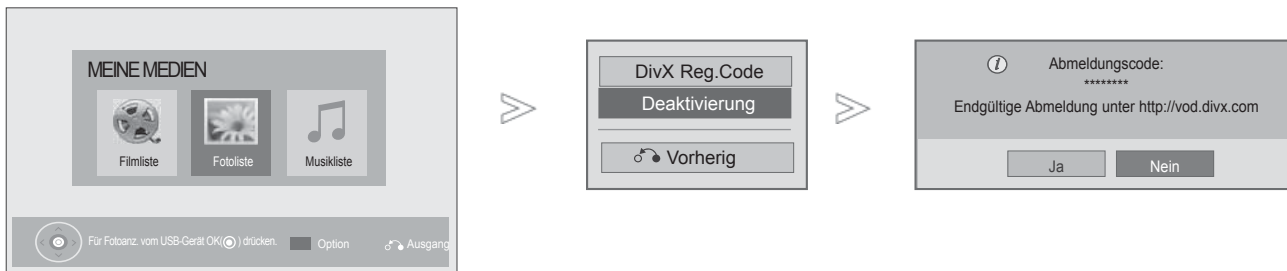 MEINE MEDIEN
Filmliste
Fotoliste
Musikliste
Für Fotoanz. vom USB-Gerät OK(◉) drücken.
Option
Ausgang
DivX Reg.Code
Deaktivierung
Vorherig
Abmeldungscode:
********
Endgültige Abmeldung unter http://vod.divx.com
Ja
Nein